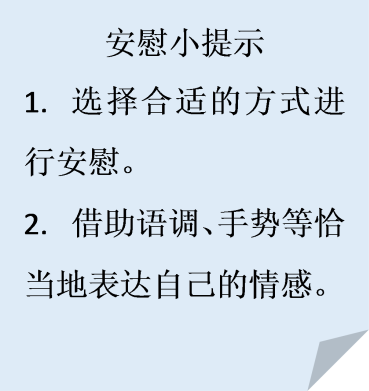 安慰小提示
1. 选择合适的方式进
行安慰。
2. 借助语调、手势等恰
当地表达自己的情感。